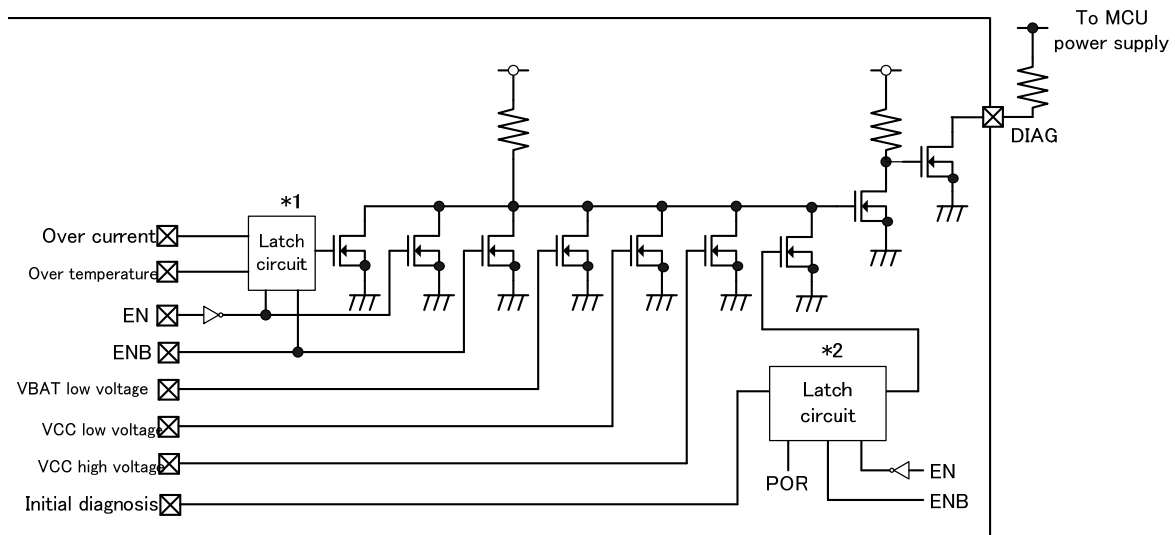 To MCU
power supply
DIAG
*1
Over current
Latch
circuit
Over temperature
EN
ENB
*2
VBAT low voltage
Latch
circuit
VCC low voltage
VCC high voltage
EN
POR
Initial diagnosis
ENB